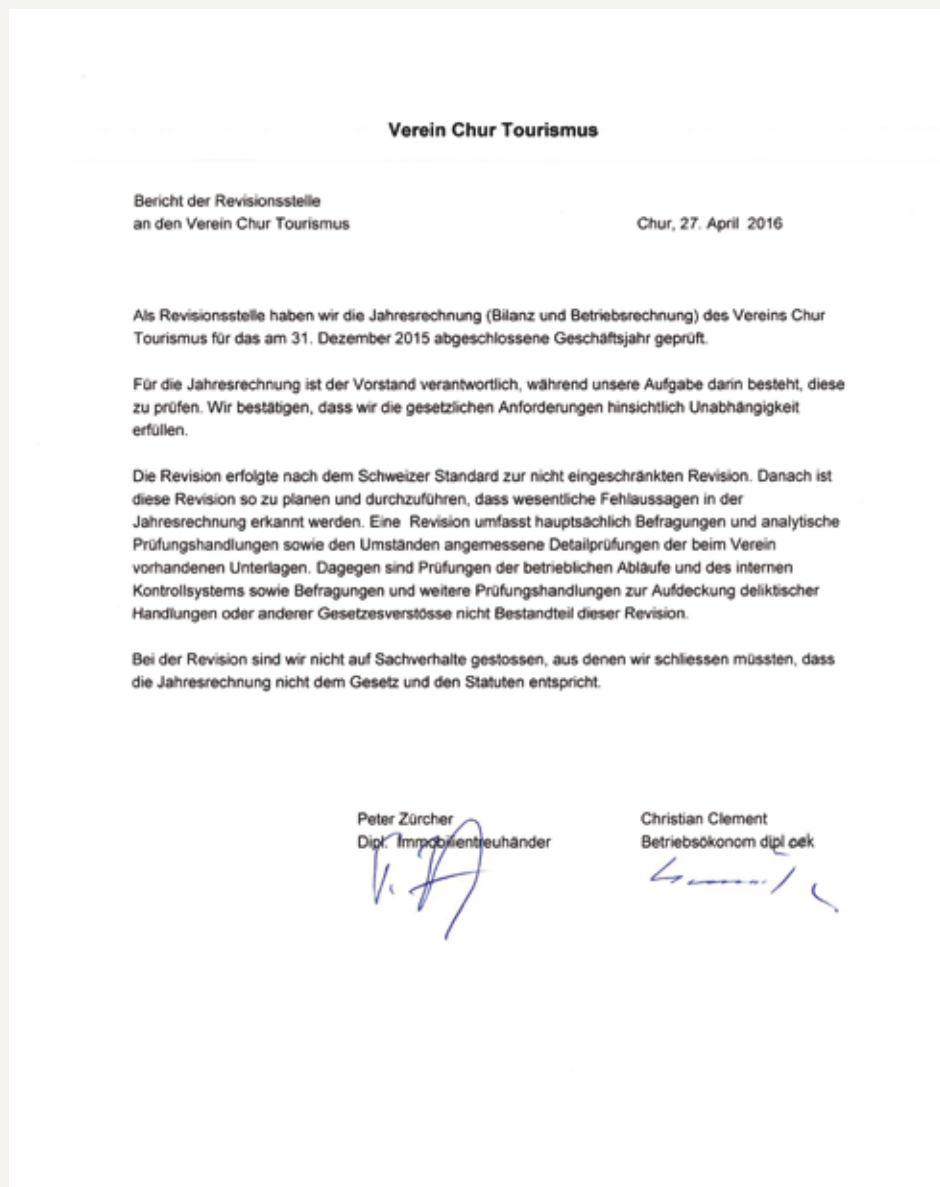 Verein Chur Tourismus
Bericht der Revisionsstelle
an den Verein Chur Tourismus
Chur, 27. April 2016
Als Revisionsstelle haben wir die Jahresrechnung (Bilanz und Betriebsrechnung) des Vereins Chur
Tourismus für das am 31. Dezember 2015 abgeschlossene Geschäftsjahr geprüft.
Für die Jahresrechnung ist der Vorstand verantwortlich, während unsere Aufgabe darin besteht, diese
zu prüfen. Wir bestätigen, dass wir die gesetzlichen Anforderungen hinsichtlich Unabhängigkeit
erfüllen.
Die Revision erfolgte nach dem Schweizer Standard zur nicht eingeschränkten Revision. Danach ist
diese Revision so zu planen und durchzuführen, dass wesentliche Fehlaussagen in der
Jahresrechnung erkannt werden. Eine Revision umfasst hauptsächlich Befragungen und analytische
Prüfungshandlungen sowie den Umständen angemessene Detailprüfungen der beim Verein
vorhandenen Unterlagen. Dagegen sind Prüfungen der betrieblichen Abläufe und des internen
Kontrollsystems sowie Befragungen und weitere Prüfungshandlungen zur Aufdeckung deliktischer
Handlungen oder anderer Gesetzesverstösse nicht Bestandteil dieser Revision.
Bei der Revision sind wir nicht auf Sachverhalte gestossen, aus denen wir schliessen müssten, dass
die Jahresrechnung nicht dem Gesetz und den Statuten entspricht.
Peter Zürcher
Dipl. Immobilientreuhänder
Christian Clement
Betriebsökonom dipl oek